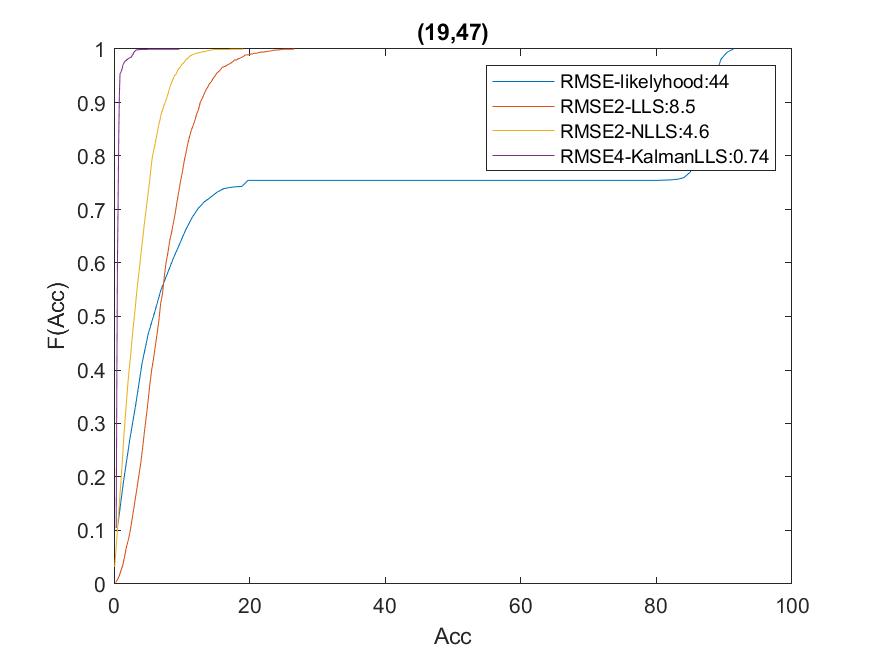 (19,47)
1
0.9
0.8
0.7
0.6
0.5
0.4
0.3
0.2
0.1
0
F(Acc)
RMSE-likelyhood:44
RMSE2-LLS:8.5
RMSE2-NLLS:4.6
RMSE4-KalmanLLS:0.74
0 20 40 60 80 100
Acc